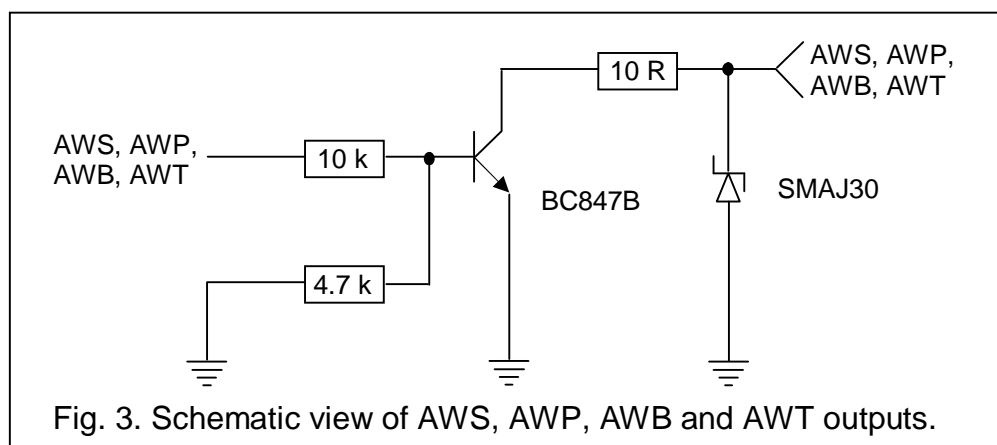 10 R
AWS, AWP,
AWB, AWT
AWS, AWP,
AWB, AWT
10 k
BC847B
SMAJ30
4.7 k
Fig. 3. Schematic view of AWS, AWP, AWB and AWT outputs.